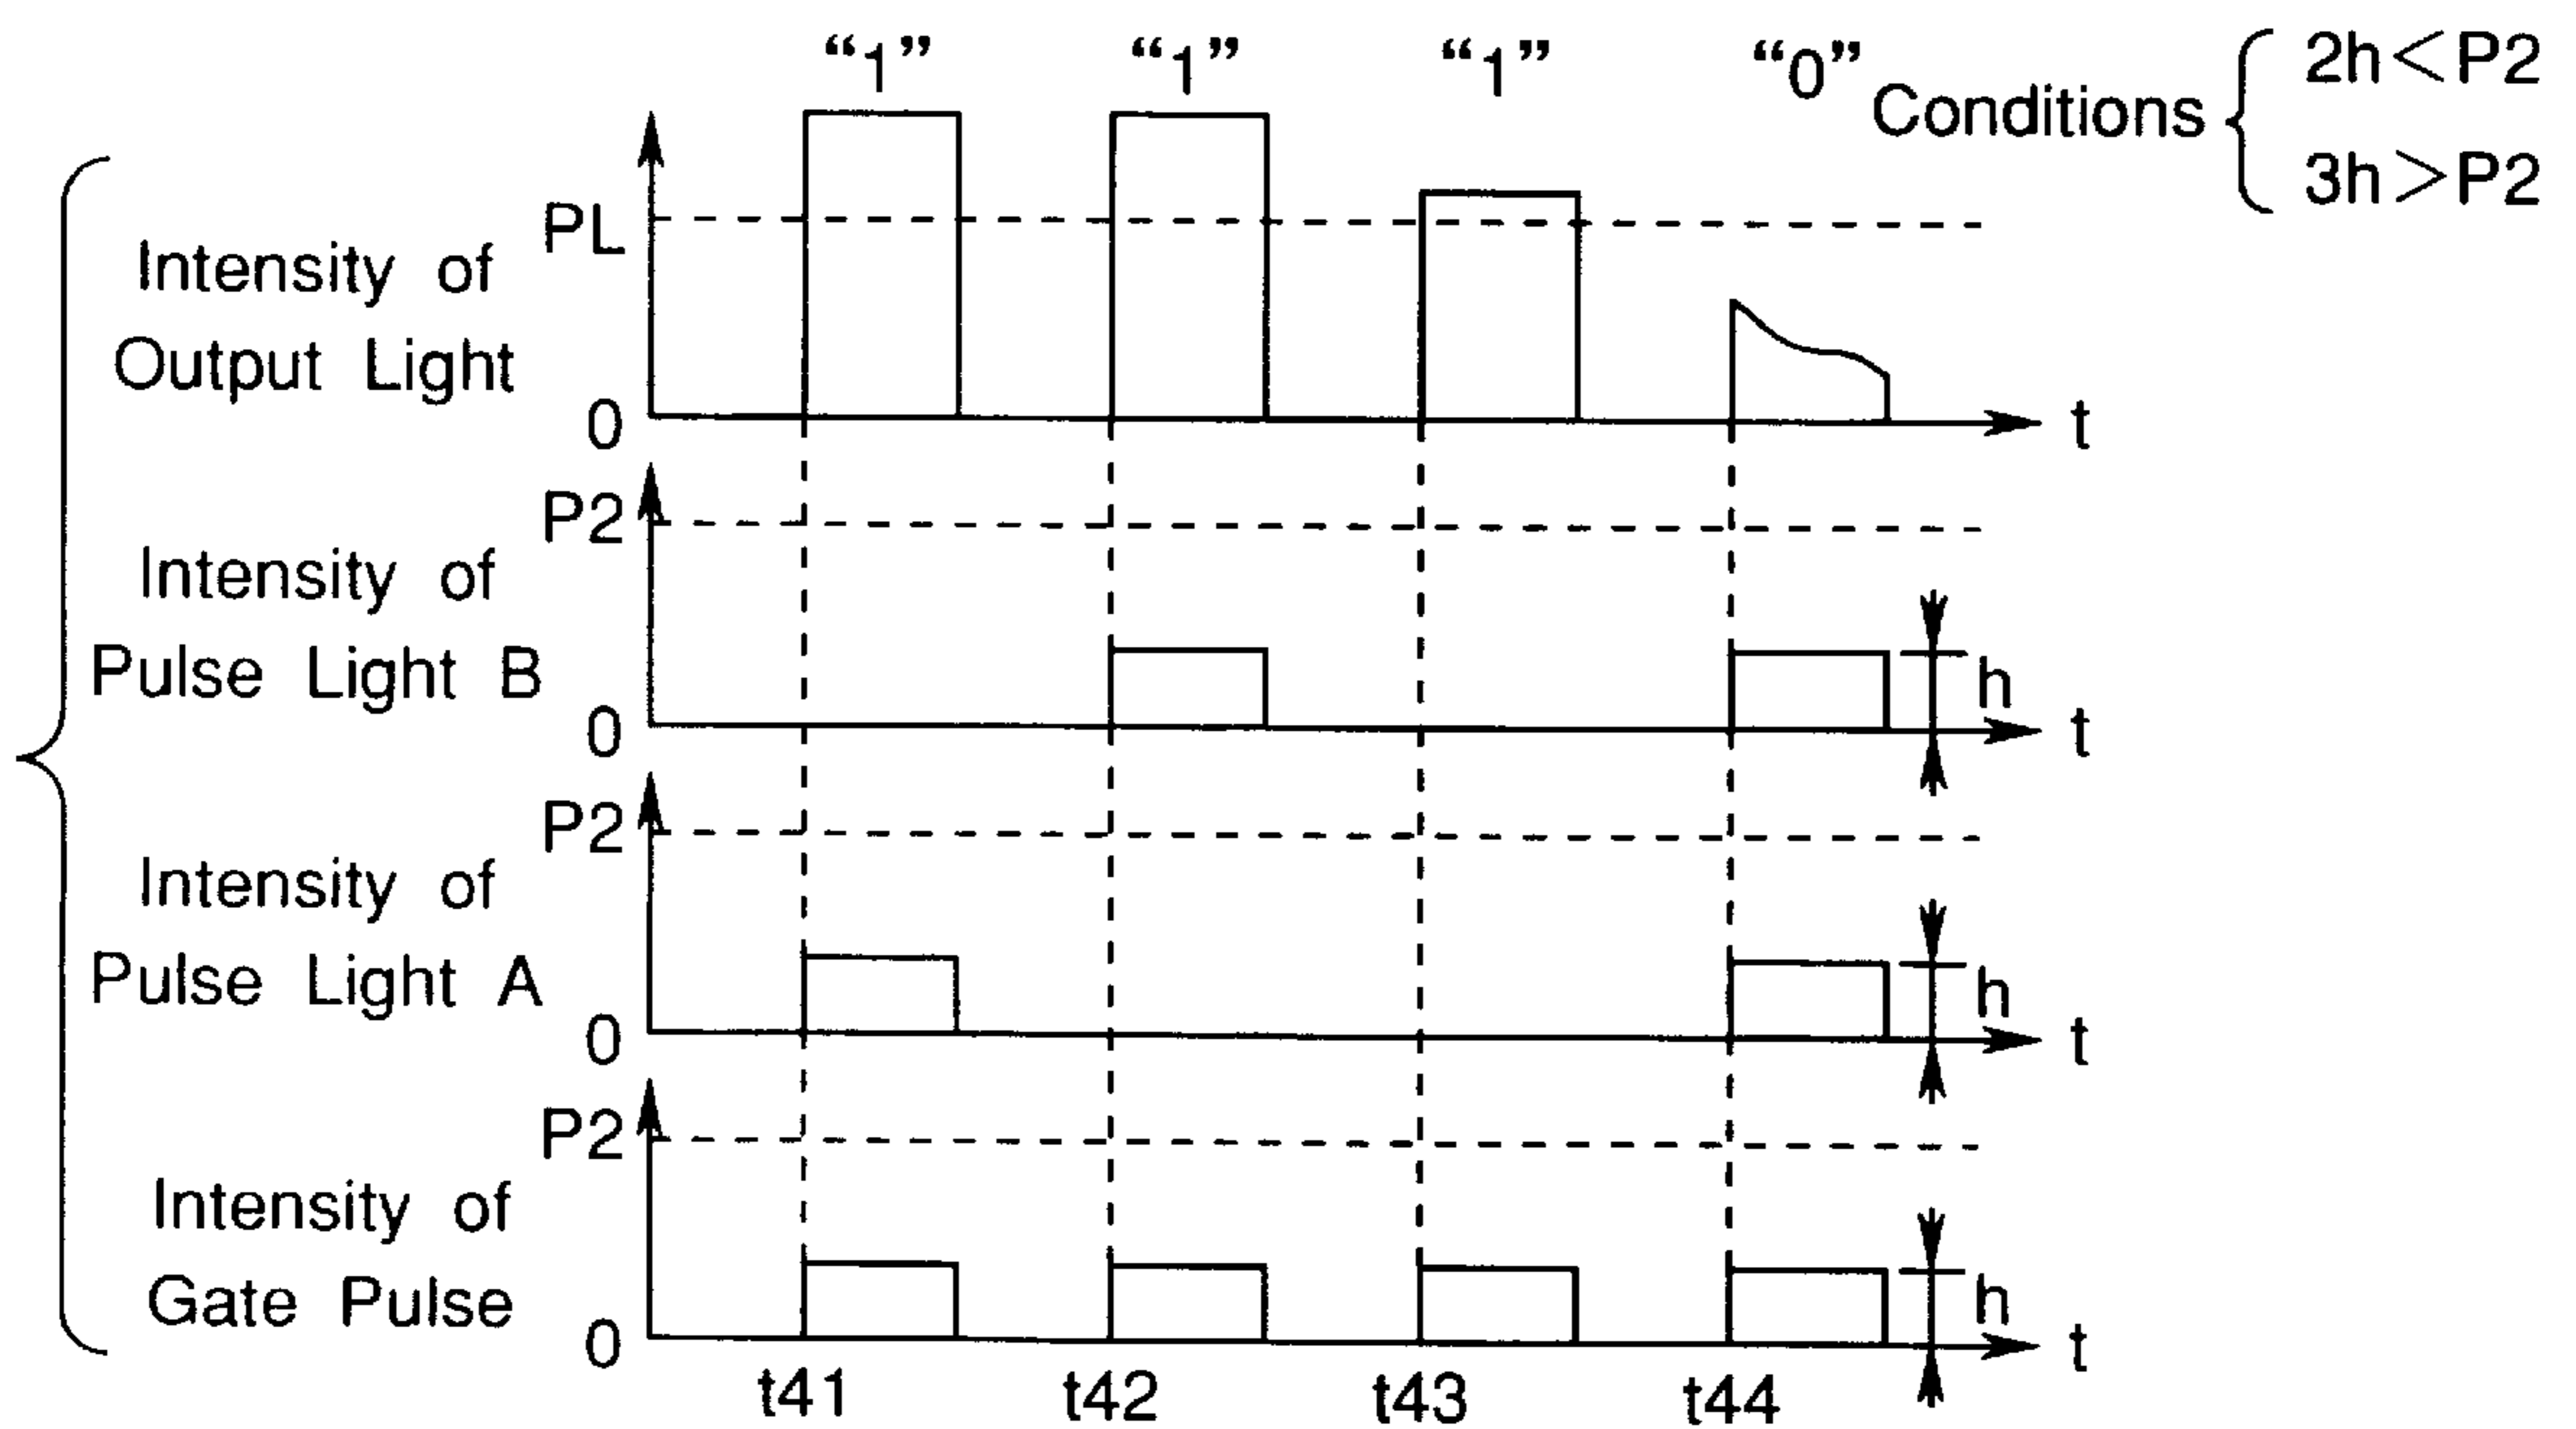 “1” “1” “1” “0”
Conditions
2h<P2
3h>P2
Intensity of
Output Light
PL
0
t
Intensity of
Pulse Light B
P2
0
h
t
Intensity of
Pulse Light A
P2
0
h
t
Intensity of
Gate Pulse
P2
0
h
t
t41 t42 t43 t44